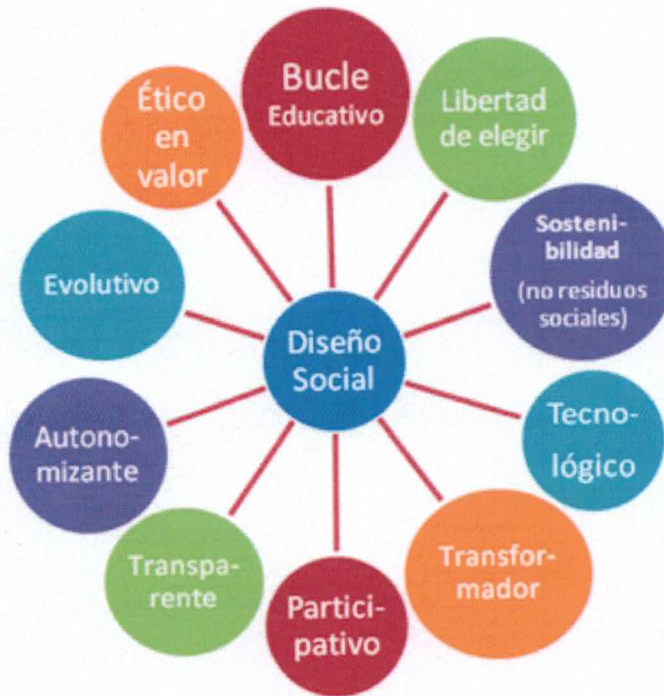 Bucle
Educativo
Libertad
de elegir
Sosteni-
bilidad
(no residuos
sociales)
Tecno-
lógico
Transfor-
mador
Partici-
pativo
Transpa-
rente
Autono-
mizante
Evolutivo
Ético
en
valor
Diseño
Social